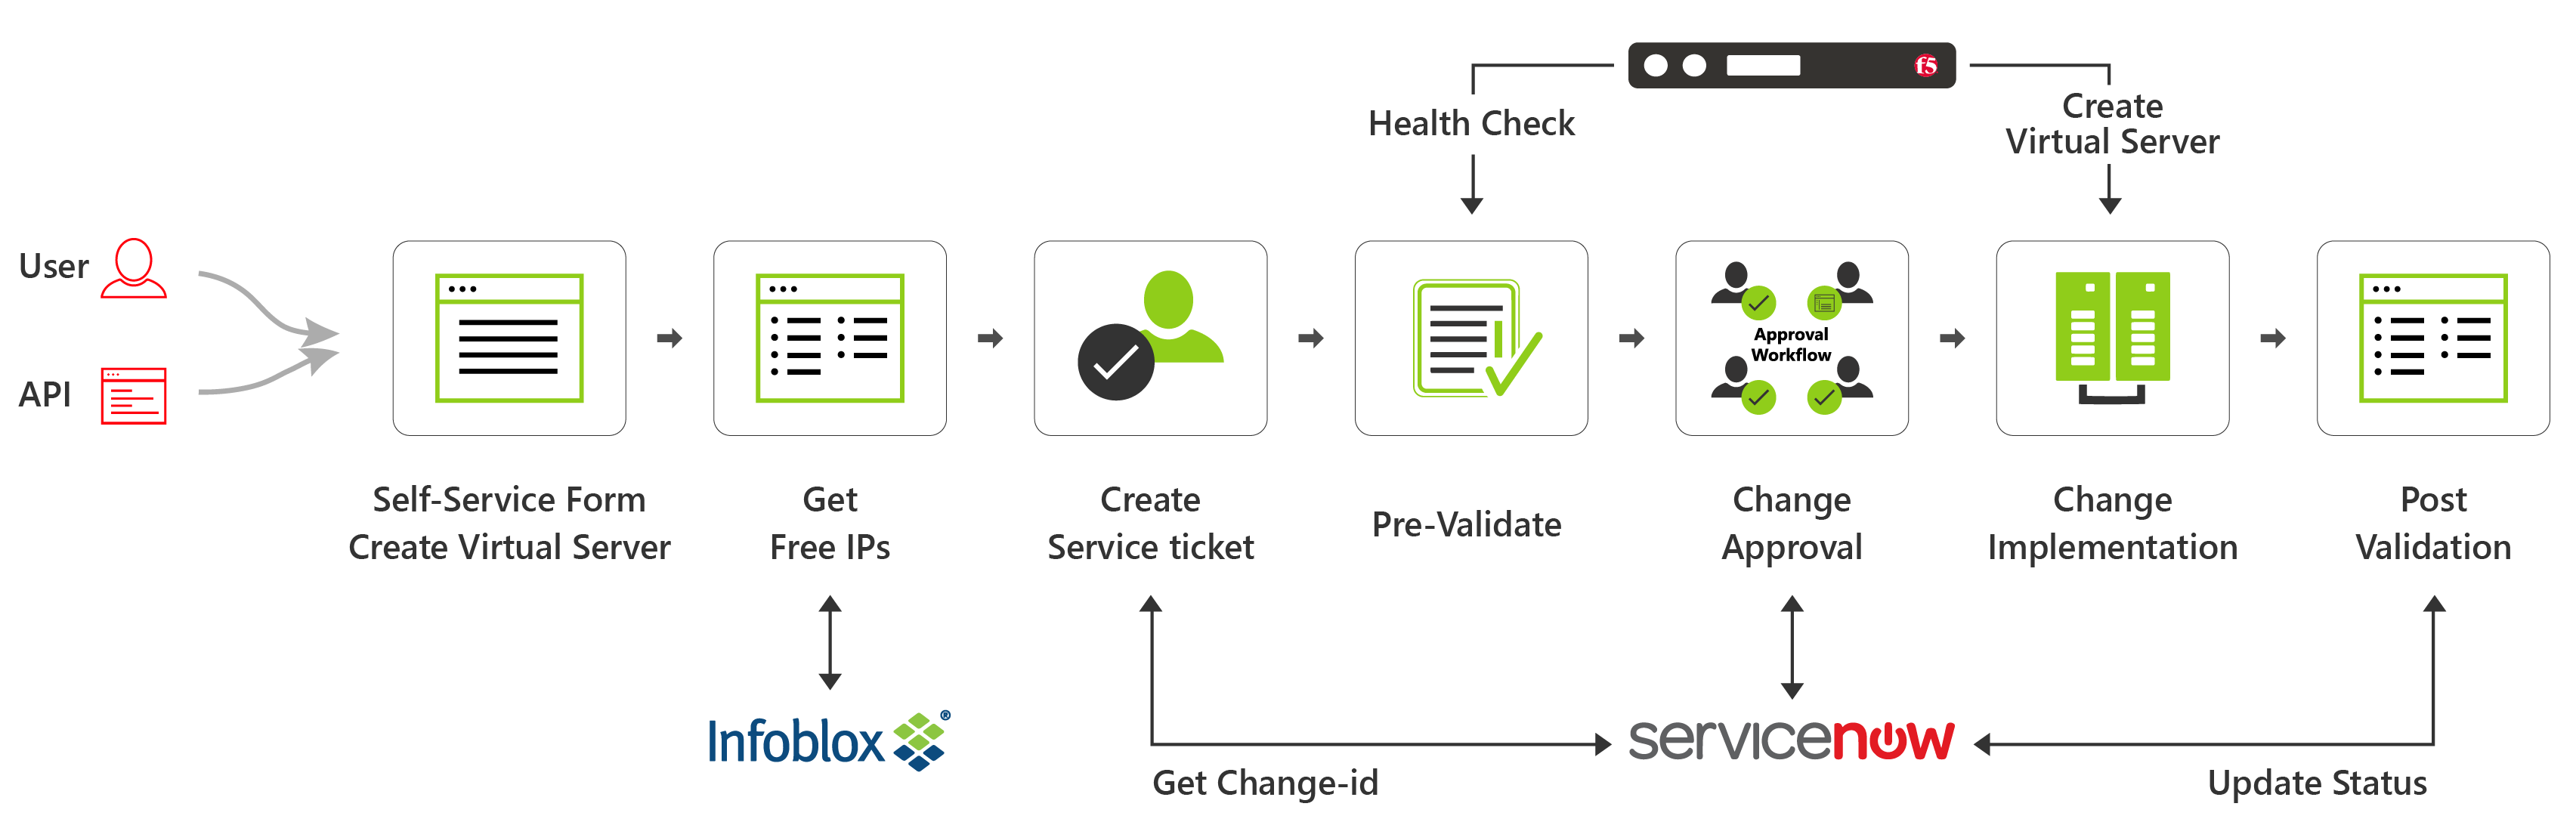 f5
Health Check
Create
Virtual Server
User
API
Approval
Workflow
Self-Service Form
Create Virtual Server
Get
Free IPs
Create
Service ticket
Pre-Validate
Change
Approval
Change
Implementation
Post
Validation
Infoblox®
servicenow
Get Change-id
Update Status